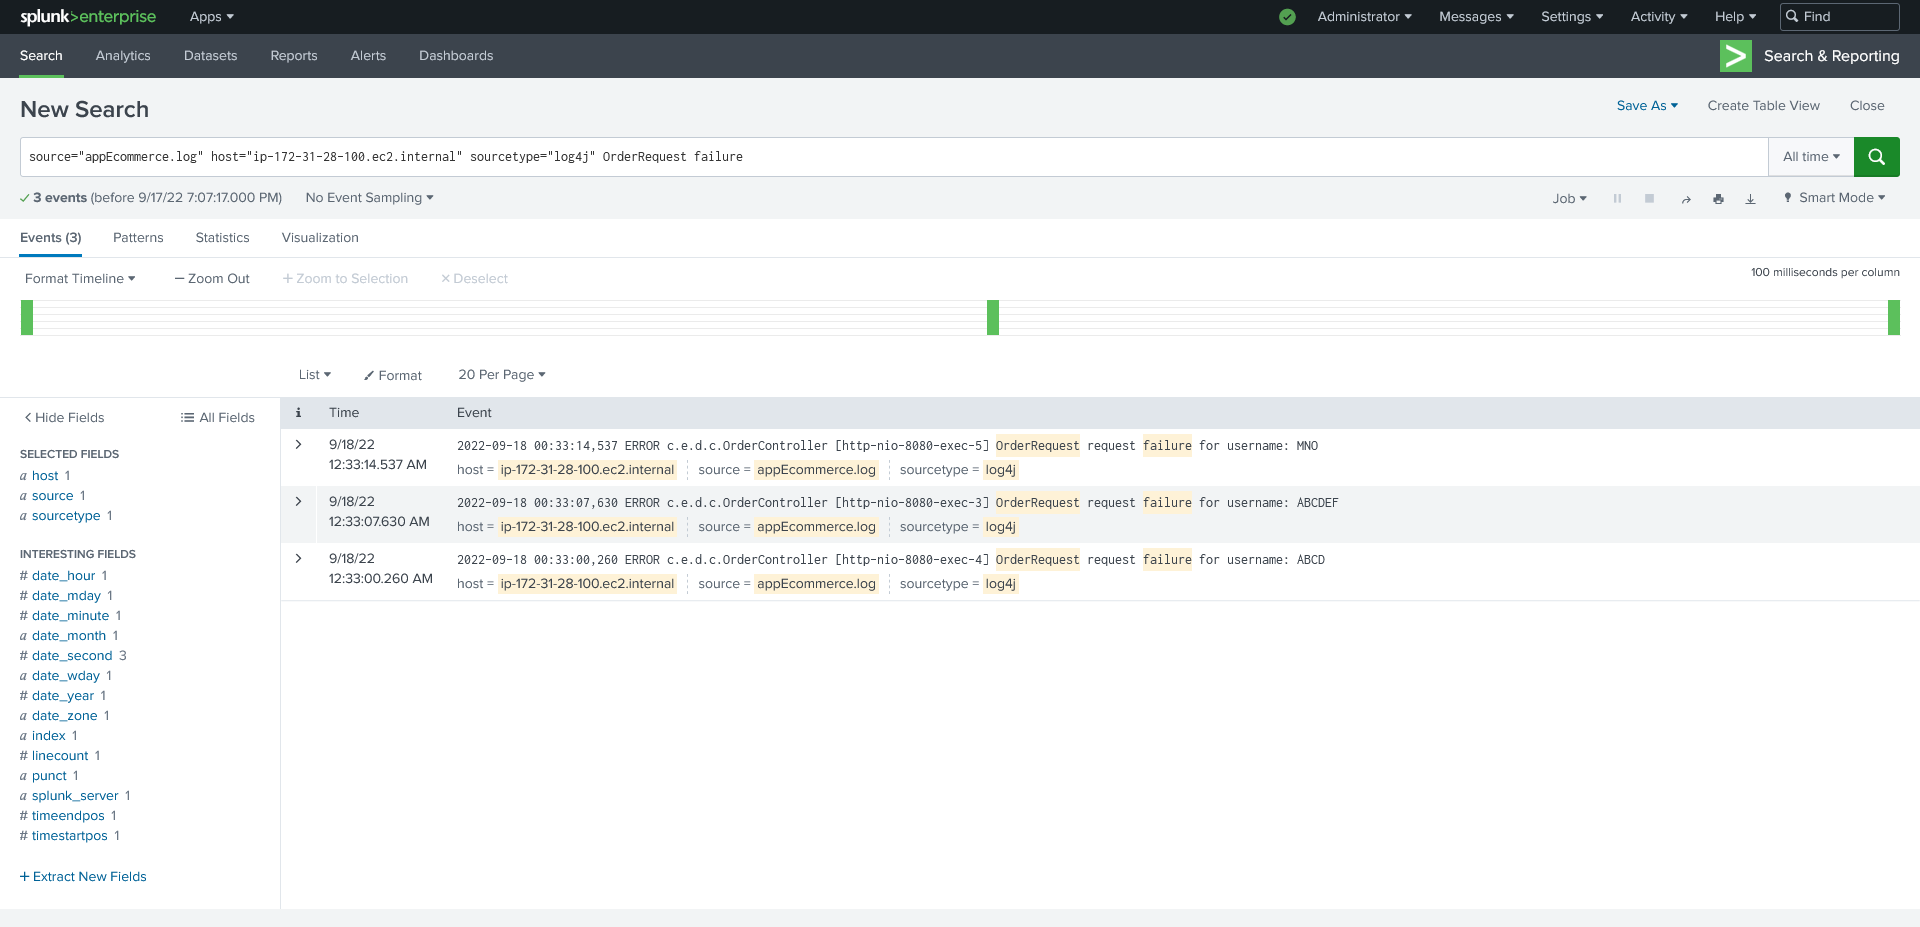 splunk>enterprise Apps Administrator Messages Settings Activity Help Find
Search Analytics Datasets Reports Alerts Dashboards > Search & Reporting
New Search Save As Create Table View Close
source="appEcommerce.log" host="ip-172-31-28-100.ec2.internal" sourcetype="log4j" OrderRequest failure All time
3 events (before 9/17/22 7:07:17.000 PM) No Event Sampling Job Smart Mode
Events (3) Patterns Statistics Visualization
Format Timeline − Zoom Out + Zoom to Selection × Deselect 100 milliseconds per column
List Format 20 Per Page
< Hide Fields All Fields
SELECTED FIELDS
a host 1
a source 1
a sourcetype 1
INTERESTING FIELDS
# date_hour 1
# date_mday 1
# date_minute 1
a date_month 1
# date_second 3
a date_wday 1
# date_year 1
a date_zone 1
a index 1
# linecount 1
a punct 1
a splunk_server 1
# timeendpos 1
# timestartpos 1
+ Extract New Fields
i Time Event
> 9/18/22 2022-09-18 00:33:14,537 ERROR c.e.d.c.OrderController [http-nio-8080-exec-5] OrderRequest request failure for username: MNO
12:33:14.537 AM host = ip-172-31-28-100.ec2.internal source = appEcommerce.log sourcetype = log4j
> 9/18/22 2022-09-18 00:33:07,630 ERROR c.e.d.c.OrderController [http-nio-8080-exec-3] OrderRequest request failure for username: ABCDEF
12:33:07.630 AM host = ip-172-31-28-100.ec2.internal source = appEcommerce.log sourcetype = log4j
> 9/18/22 2022-09-18 00:33:00,260 ERROR c.e.d.c.OrderController [http-nio-8080-exec-4] OrderRequest request failure for username: ABCD
12:33:00.260 AM host = ip-172-31-28-100.ec2.internal source = appEcommerce.log sourcetype = log4j